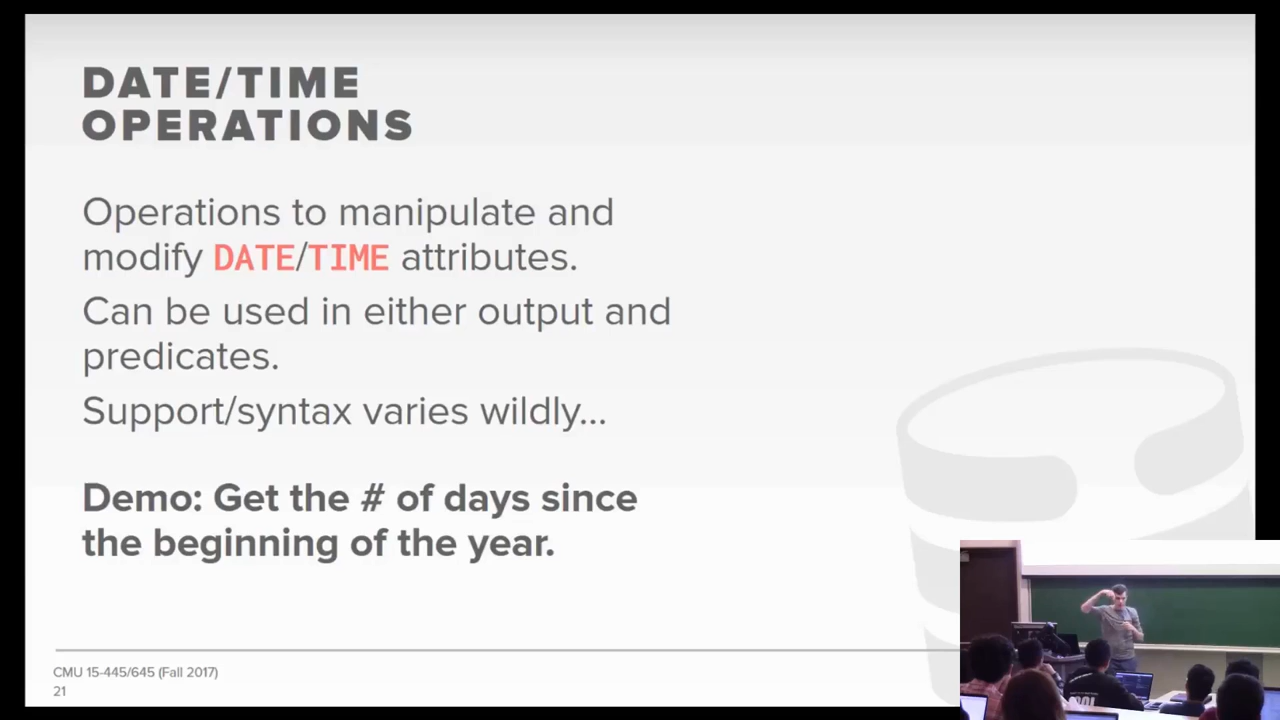 DATE/TIME
OPERATIONS
Operations to manipulate and
modify DATE/TIME attributes.
Can be used in either output and
predicates.
Support/syntax varies wildly…
Demo: Get the # of days since
the beginning of the year.
CMU 15-445/645 (Fall 2017)
21